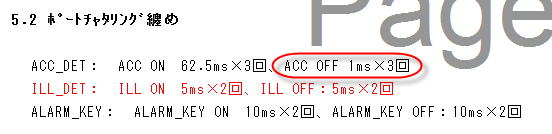 5.2 ﾎﾟｰﾄﾁｬﾀﾘﾝｸﾞ纏め
ACC_DET： ACC ON 62.5ms×3回、ACC OFF 1ms×3回
ILL_DET： ILL ON 5ms×2回、ILL OFF：5ms×2回
ALARM_KEY： ALARM_KEY ON 10ms×2回、ALARM_KEY OFF：10ms×2回
Page